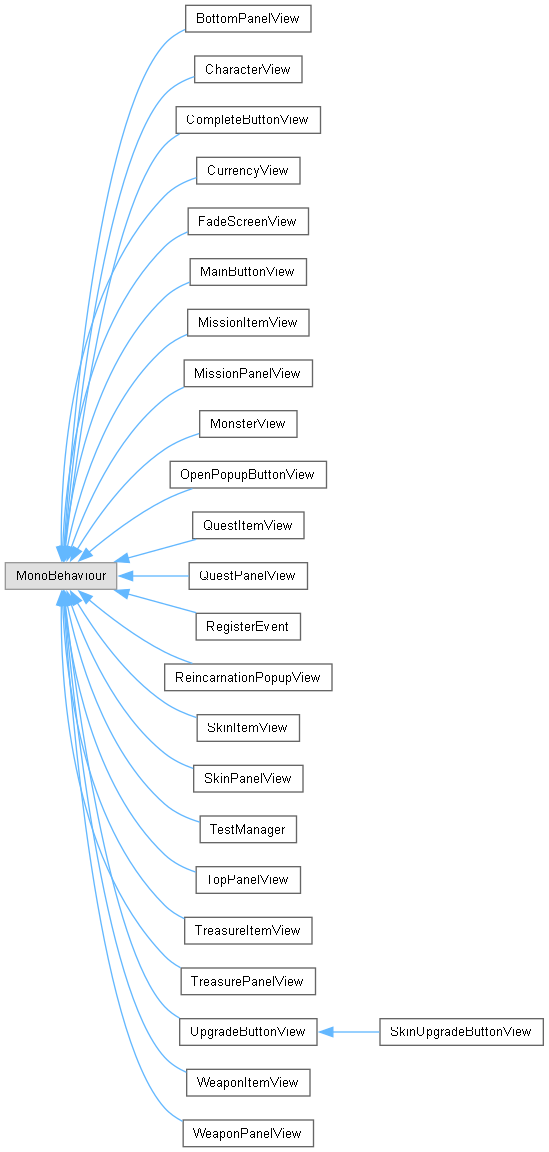 BottomPanelView
CharacterView
CompleteButtonView
CurrencyView
FadeScreenView
MainButtonView
MissionItemView
MissionPanelView
MonsterView
OpenPopupButtonView
QuestItemView
MonoBehaviour
QuestPanelView
RegisterEvent
ReincarnationPopupView
SkinItemView
SkinPanelView
TestManager
TopPanelView
TreasureItemView
TreasurePanelView
UpgradeButtonView
SkinUpgradeButtonView
WeaponItemView
WeaponPanelView